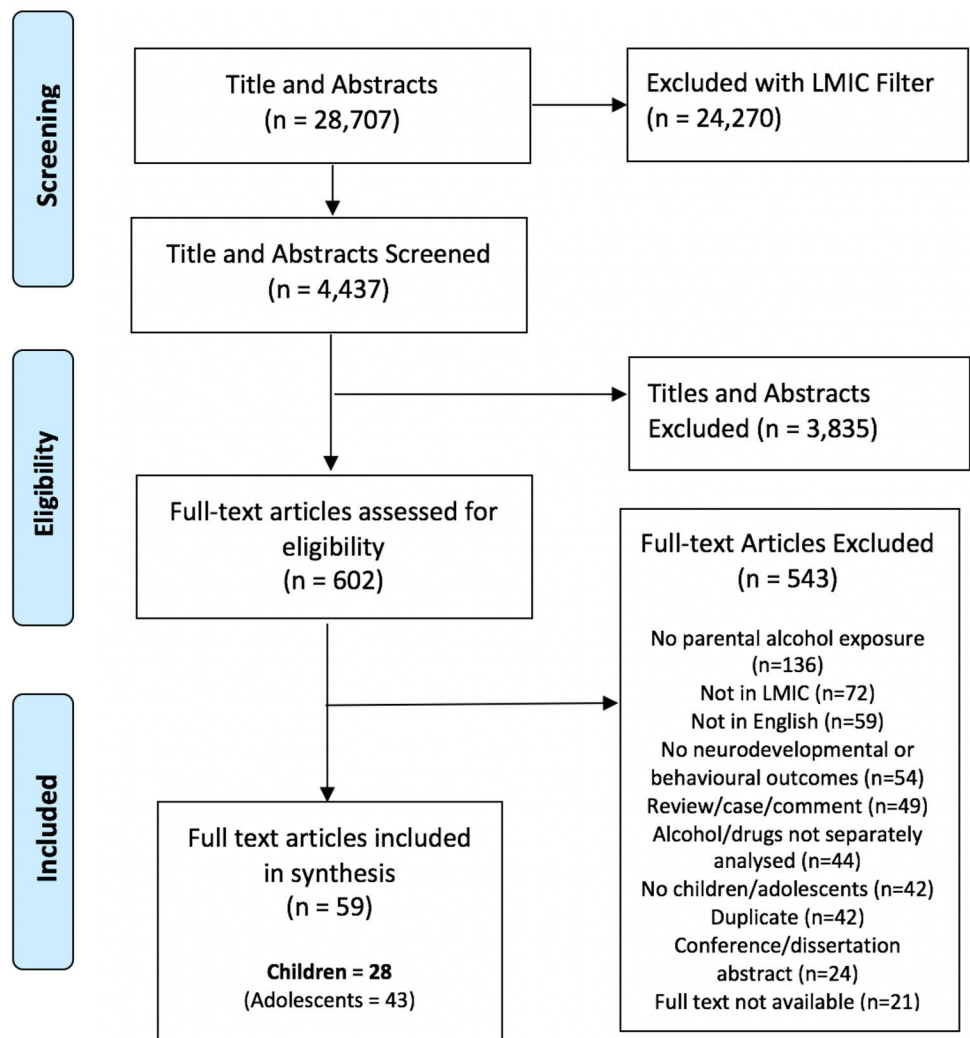 Screening
Title and Abstracts
(n = 28,707)
Excluded with LMIC Filter
(n = 24,270)
Title and Abstracts Screened
(n = 4,437)
Eligibility
Titles and Abstracts
Excluded (n = 3,835)
Full-text articles assessed for
eligibility
(n = 602)
Full-text Articles Excluded
(n = 543)
No parental alcohol exposure
(n=136)
Not in LMIC (n=72)
Not in English (n=59)
No neurodevelopmental or
behavioural outcomes (n=54)
Review/case/comment (n=49)
Alcohol/drugs not separately
analysed (n=44)
No children/adolescents (n=42)
Duplicate (n=42)
Conference/dissertation
abstract (n=24)
Full text not available (n=21)
Included
Full text articles included
in synthesis
(n = 59)
Children = 28
(Adolescents = 43)